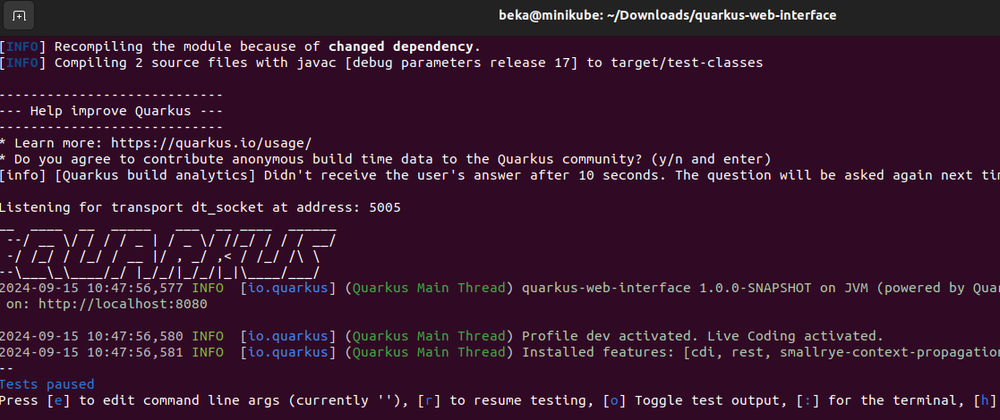 beka@minikube: ~/Downloads/quarkus-web-interface
[INFO] Recompiling the module because of changed dependency.
[INFO] Compiling 2 source files with javac [debug parameters release 17] to target/test-classes
----------------------------
--- Help improve Quarkus ---
----------------------------
* Learn more: https://quarkus.io/usage/
* Do you agree to contribute anonymous build time data to the Quarkus community? (y/n and enter)
[info] [Quarkus build analytics] Didn't receive the user's answer after 10 seconds. The question will be asked again next
Listening for transport dt_socket at address: 5005
__  ____  __  _____   ___  __ ____  ______
 --/ __ \/ / / / _ | / _ \/ //_/ / / / __/
 -/ /_/ / /_/ / __ |/ , _/ ,< / /_/ /\ \
--\___\_\____/_/ |_/_/|_/_/|_|\____/___/
2024-09-15 10:47:56,577 INFO  [io.quarkus] (Quarkus Main Thread) quarkus-web-interface 1.0.0-SNAPSHOT on JVM (powered by
on: http://localhost:8080
2024-09-15 10:47:56,580 INFO  [io.quarkus] (Quarkus Main Thread) Profile dev activated. Live Coding activated.
2024-09-15 10:47:56,581 INFO  [io.quarkus] (Quarkus Main Thread) Installed features: [cdi, rest, smallrye-context-propagation
--
Tests paused
Press [e] to edit command line args (currently ''), [r] to resume testing, [o] Toggle test output, [:] for the terminal, [h]